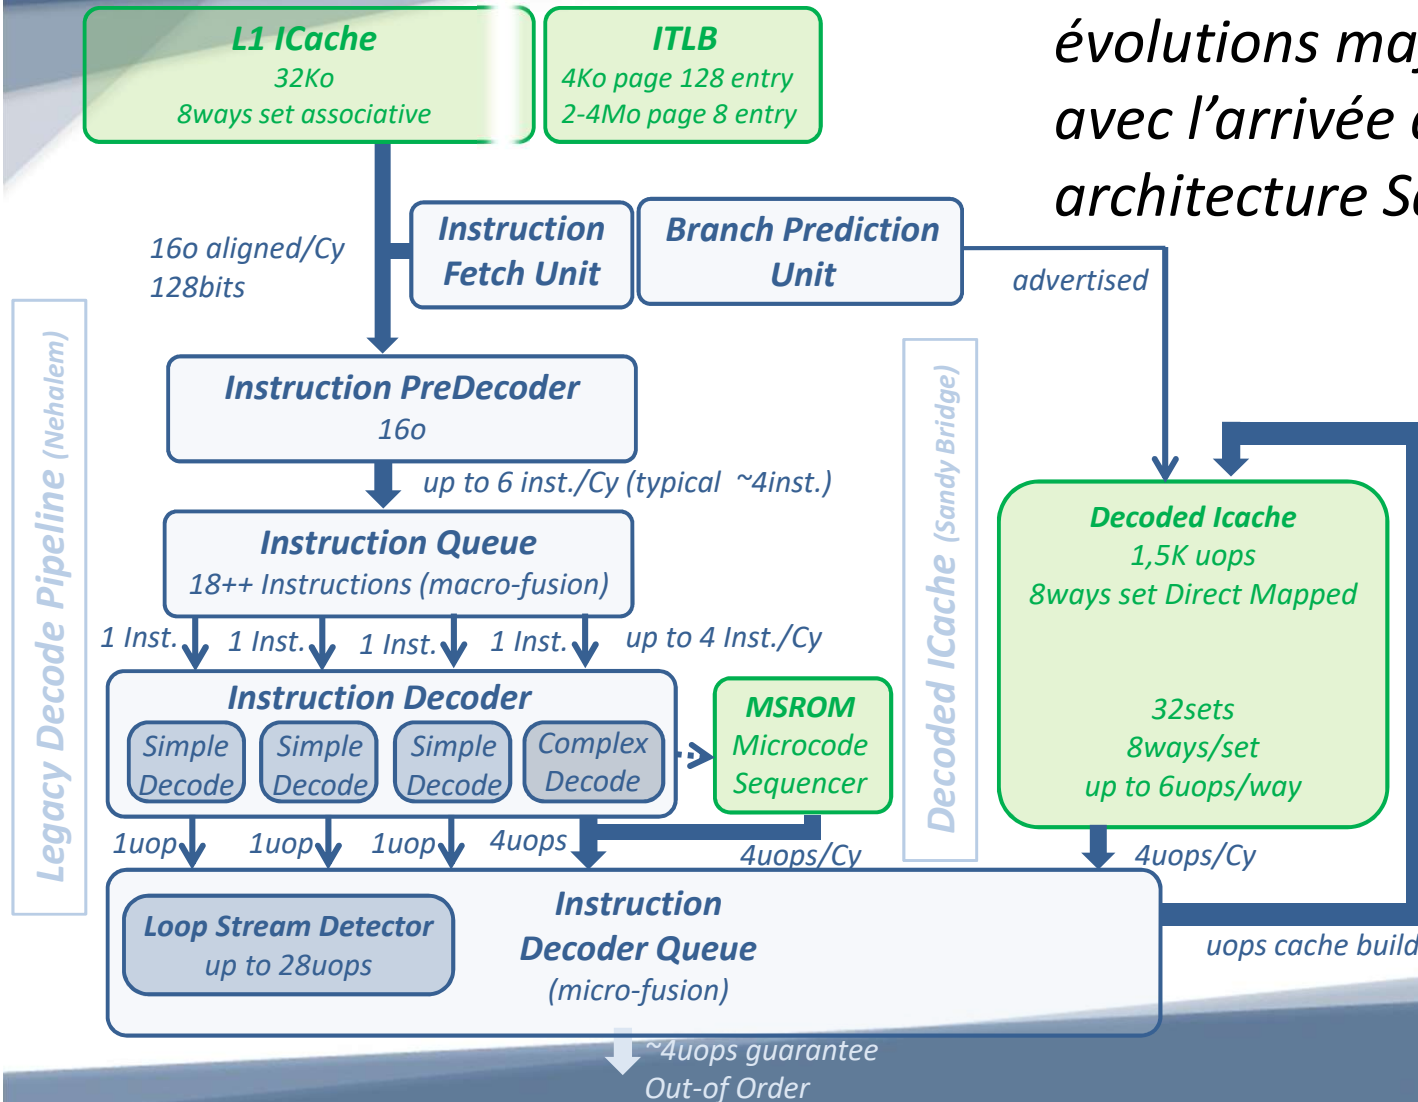 L1 ICache
32Ko
8ways set associative
ITLB
4Ko page 128 entry
2-4Mo page 8 entry
évolutions ma
avec l’arrivée
architecture S
16o aligned/Cy
128bits
Instruction
Fetch Unit
Branch Prediction
Unit
advertised
Legacy Decode Pipeline (Nehalem)
Instruction PreDecoder
16o
up to 6 inst./Cy (typical ~4inst.)
Instruction Queue
18++ Instructions (macro-fusion)
1 Inst. 1 Inst. 1 Inst. 1 Inst. up to 4 Inst./Cy
Instruction Decoder
Simple
Decode
Simple
Decode
Simple
Decode
Complex
Decode
MSROM
Microcode
Sequencer
1uop 1uop 1uop 4uops
4uops/Cy
Decoded ICache (Sandy Bridge)
Decoded Icache
1,5K uops
8ways set Direct Mapped
32sets
8ways/set
up to 6uops/way
4uops/Cy
Loop Stream Detector
up to 28uops
Instruction
Decoder Queue
(micro-fusion)
uops cache build
~4uops guarantee
Out-of Order